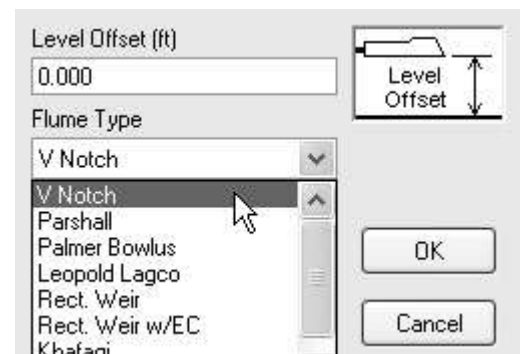 Level Offset (ft)
0.000
Level
Offset
Flume Type
V Notch
V Notch
Parshall
Palmer Bowlus
Leopold Lagco
Rect. Weir
Rect. Weir w/EC
Khafagi
OK
Cancel